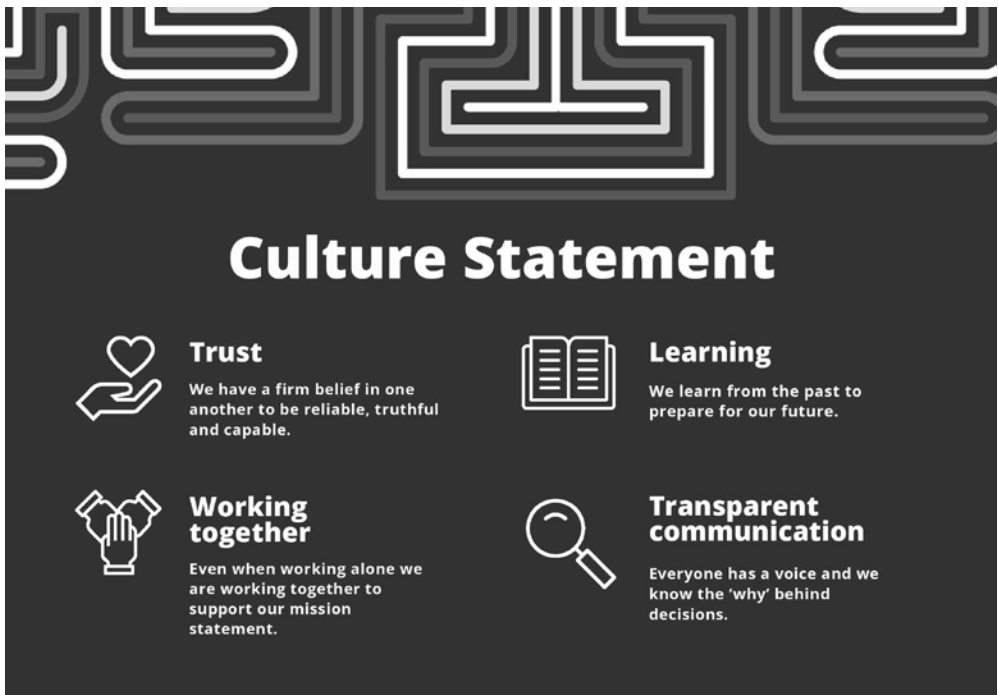 Culture Statement
Trust
We have a firm belief in one
another to be reliable, truthful
and capable.
Learning
We learn from the past to
prepare for our future.
Working
together
Even when working alone we
are working together to
support our mission
statement.
Transparent
communication
Everyone has a voice and we
know the ‘why’ behind
decisions.